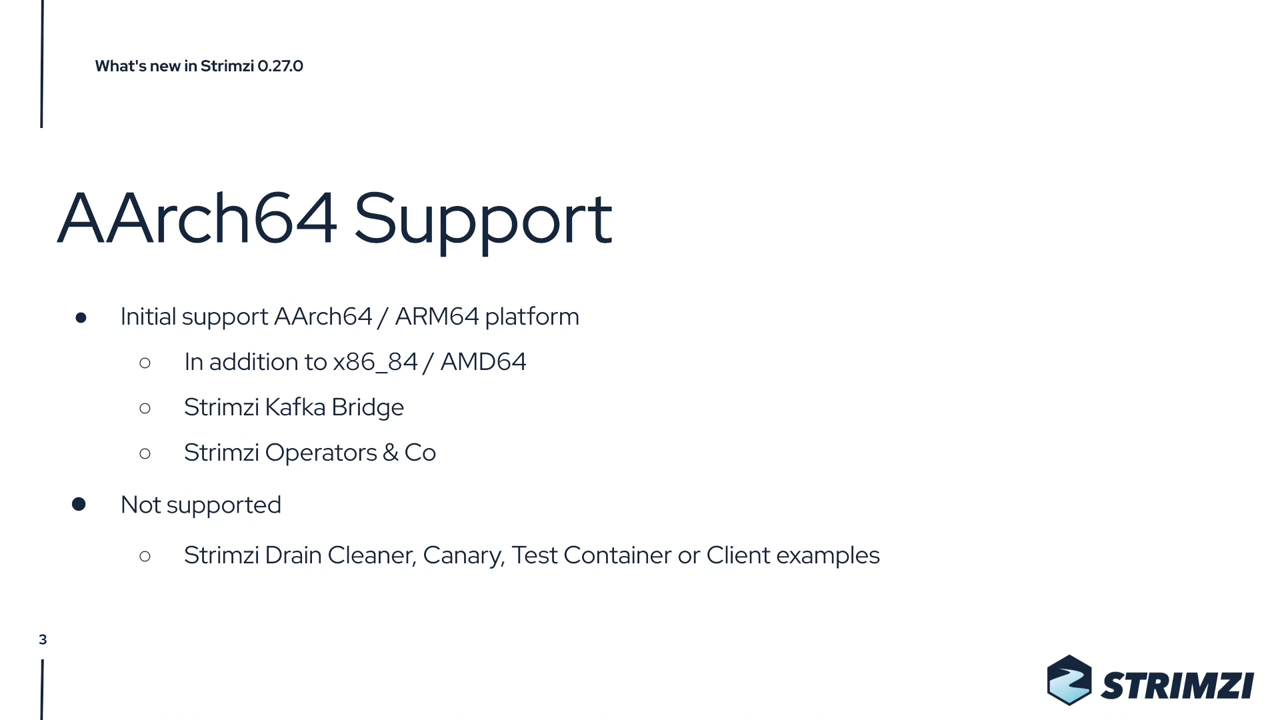 What's new in Strimzi 0.27.0
AArch64 Support
● Initial support AArch64 / ARM64 platform
○ In addition to x86_84 / AMD64
○ Strimzi Kafka Bridge
○ Strimzi Operators & Co
● Not supported
○ Strimzi Drain Cleaner, Canary, Test Container or Client examples
3
STRIMZI